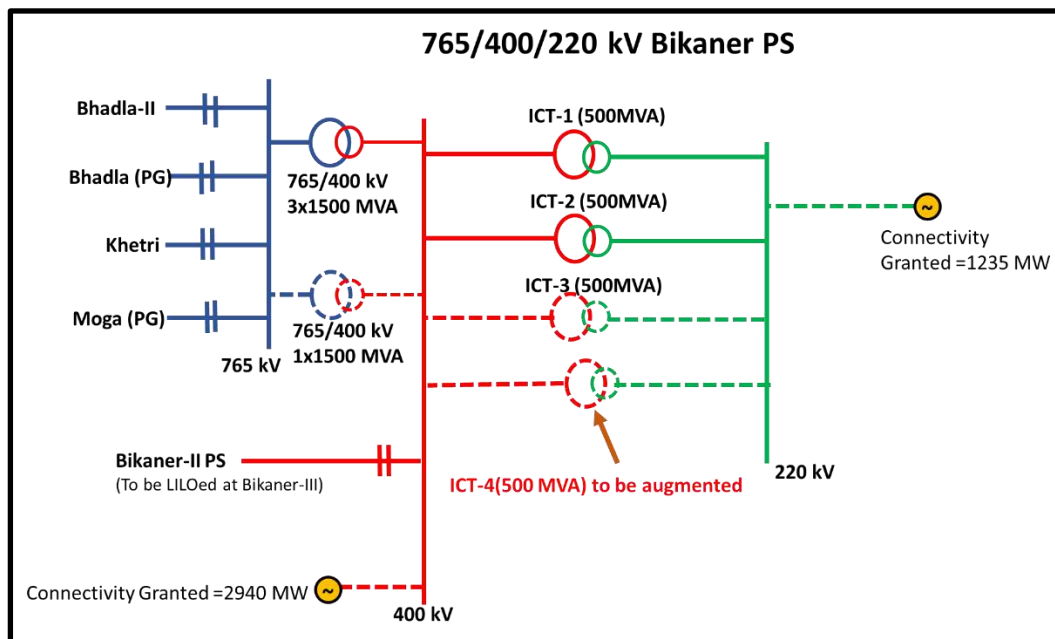 765/400/220 kV Bikaner PS
Bhadla-II
Bhadla (PG)
Khetri
Moga (PG)
765 kV
765/400 kV
3x1500 MVA
765/400 kV
1x1500 MVA
ICT-1 (500MVA)
ICT-2 (500MVA)
ICT-3 (500MVA)
ICT-4(500 MVA) to be augmented
~
Connectivity
Granted =1235 MW
220 kV
Bikaner-II PS
(To be LILOed at Bikaner-III)
Connectivity Granted =2940 MW
~
400 kV